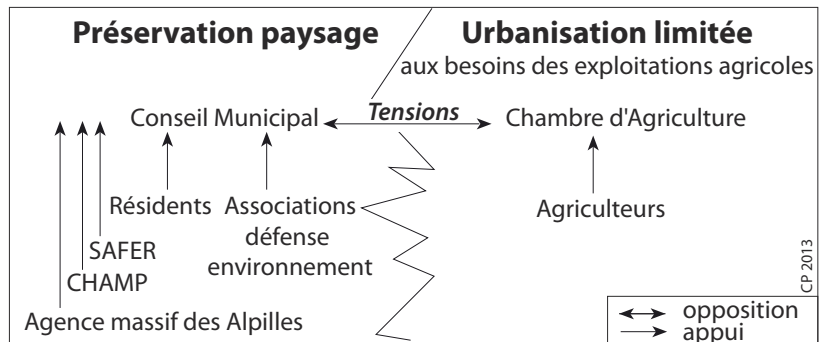 Préservation paysage
Urbanisation limitée
aux besoins des exploitations agricoles
Conseil Municipal
Tensions
Chambre d'Agriculture
Résidents
Associations
défense
environnement
Agriculteurs
SAFER
CHAMP
Agence massif des Alpilles
CP 2013
opposition
appui